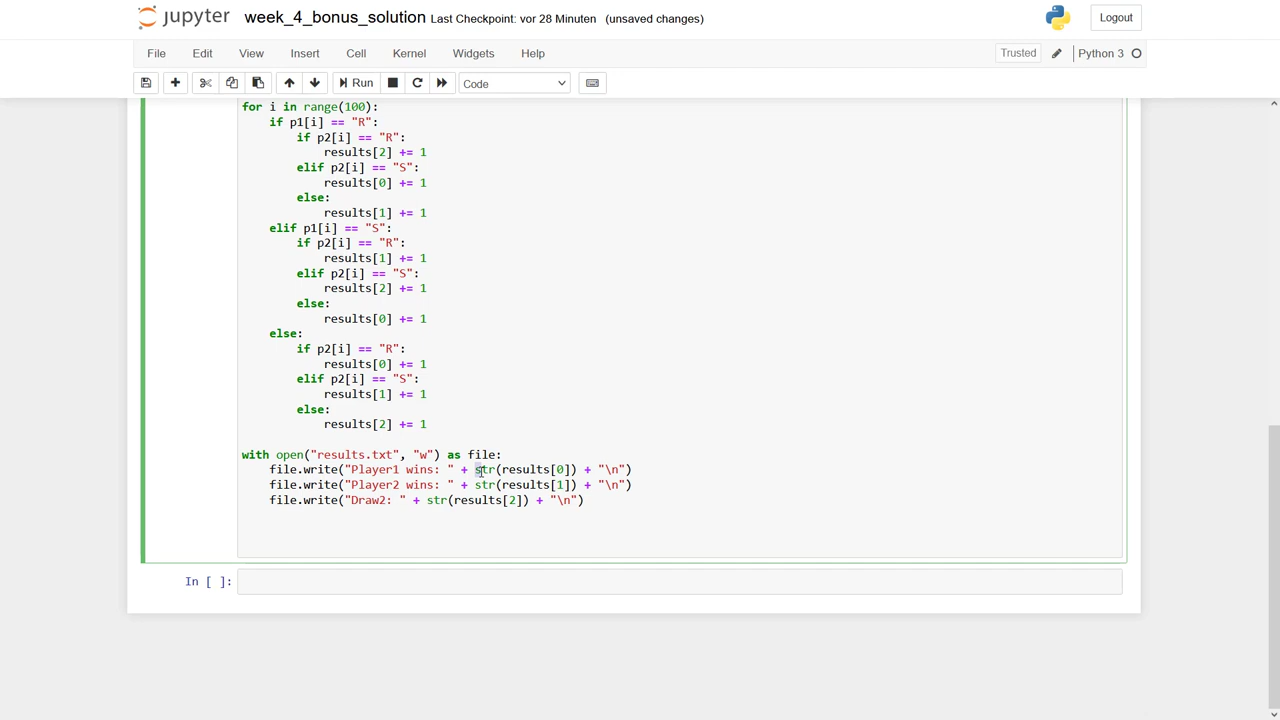 jupyter week_4_bonus_solution Last Checkpoint: vor 28 Minuten (unsaved changes) Logout
File Edit View Insert Cell Kernel Widgets Help Trusted Python 3
Run Code
for i in range(100):
    if p1[i] == "R":
        if p2[i] == "R":
            results[2] += 1
        elif p2[i] == "S":
            results[0] += 1
        else:
            results[1] += 1
    elif p1[i] == "S":
        if p2[i] == "R":
            results[1] += 1
        elif p2[i] == "S":
            results[2] += 1
        else:
            results[0] += 1
    else:
        if p2[i] == "R":
            results[0] += 1
        elif p2[i] == "S":
            results[1] += 1
        else:
            results[2] += 1
with open("results.txt", "w") as file:
    file.write("Player1 wins: " + str(results[0]) + "\n")
    file.write("Player2 wins: " + str(results[1]) + "\n")
    file.write("Draw2: " + str(results[2]) + "\n")
In [ ]: